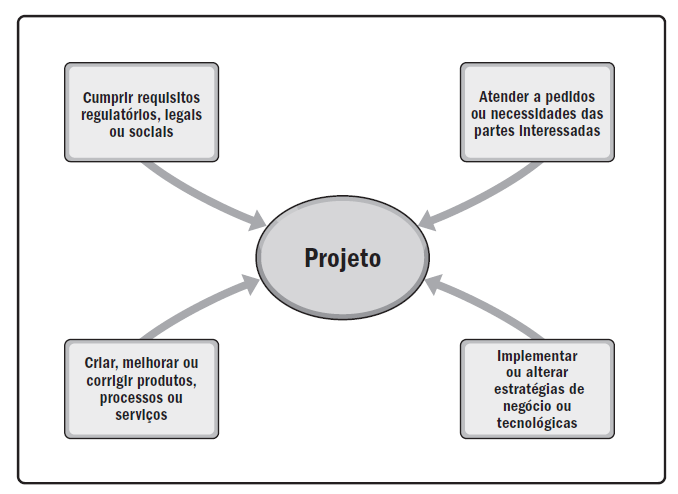 Cumprir requisitos
regulatórios, legais
ou sociais
Atender a pedidos
ou necessidades das
partes interessadas
Projeto
Criar, melhorar ou
corrigir produtos,
processos ou
serviços
Implementar
ou alterar
estratégias de
negócio ou
tecnológicas